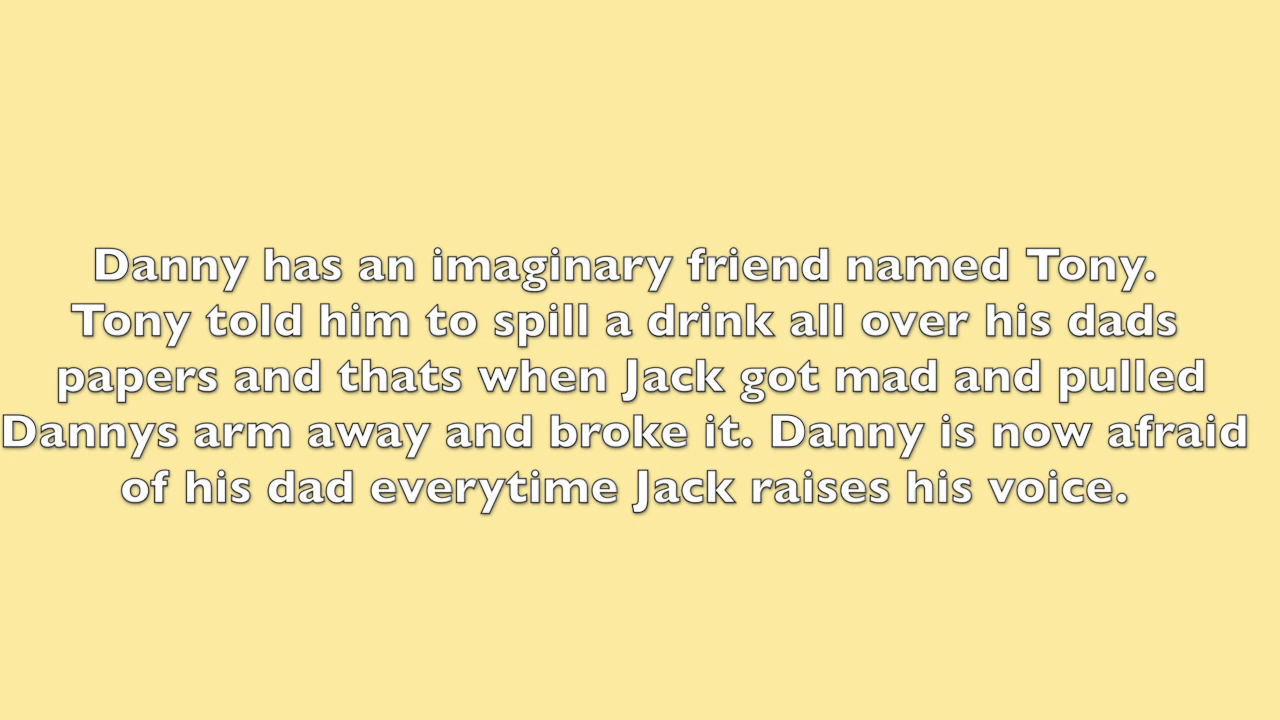 Danny has an imaginary friend named Tony.
Tony told him to spill a drink all over his dads
papers and thats when Jack got mad and pulled
Dannys arm away and broke it. Danny is now afraid
of his dad everytime Jack raises his voice.